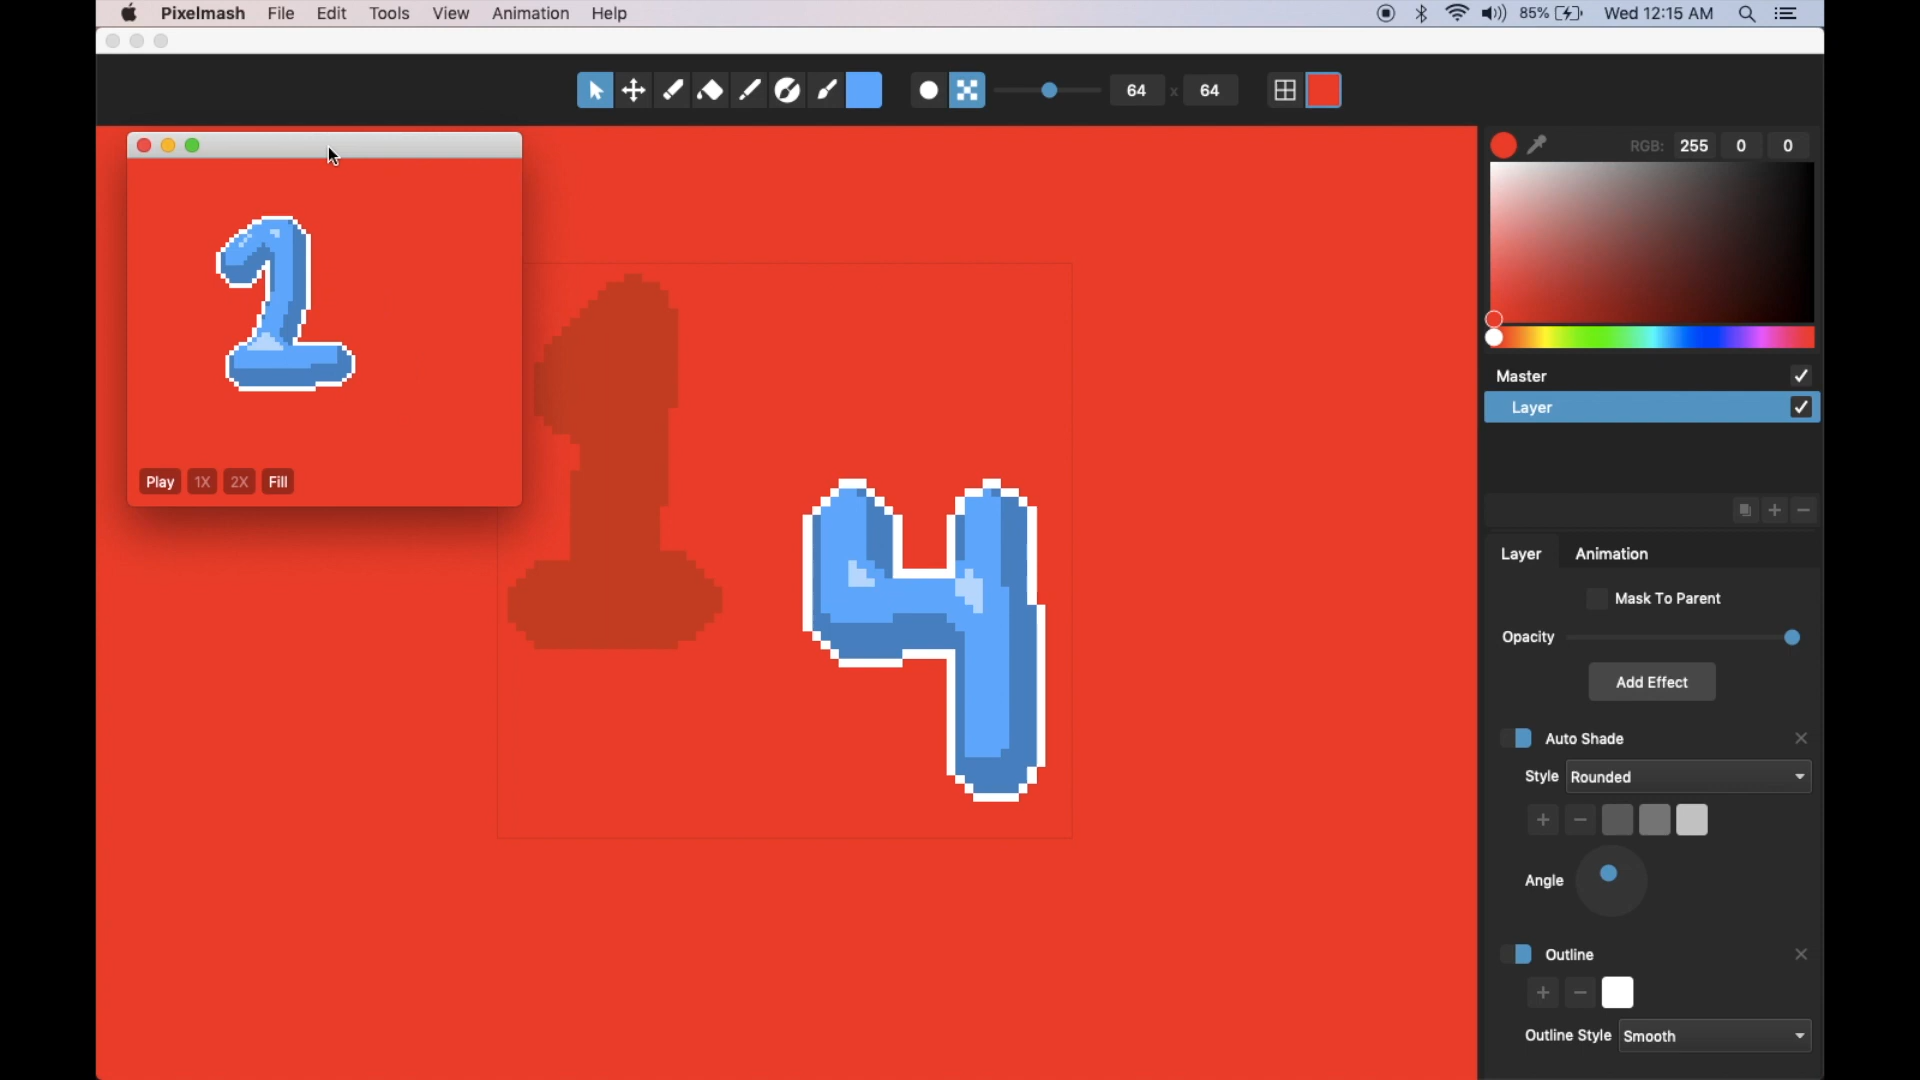 Pixelmash File Edit Tools View Animation Help 85% Wed 12:15 AM
64 x 64
RGB: 255 0 0
2
4
Play 1X 2X Fill
Master
Layer
Layer Animation
Mask To Parent
Opacity
Add Effect
Auto Shade
Style Rounded
Angle
Outline
Outline Style Smooth